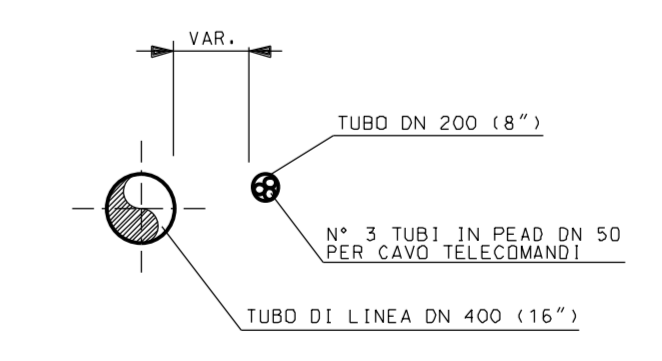 VAR.
TUBO DN 200 (8")
N° 3 TUBI IN PEAD DN 50
PER CAVO TELECOMANDI
TUBO DI LINEA DN 400 (16")